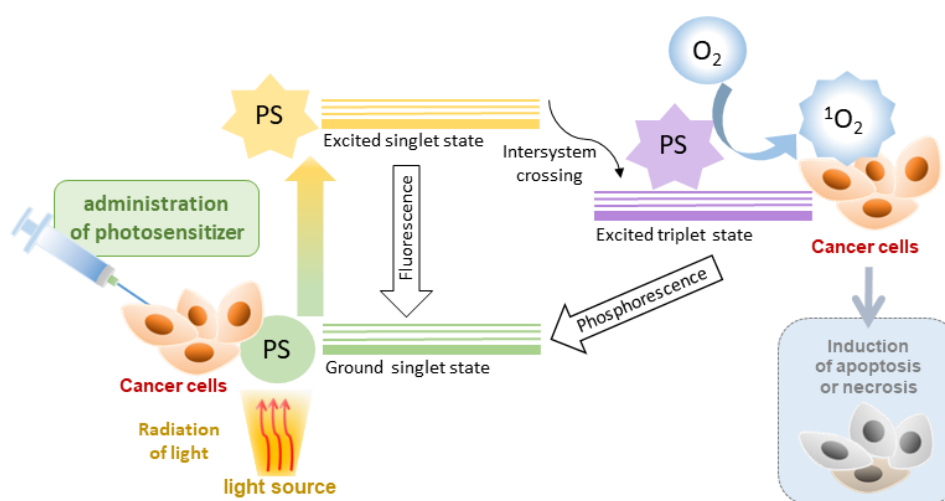 O₂
PS
Excited singlet state
Intersystem
crossing
PS
¹O₂
administration
of photosensitizer
Fluorescence
Excited triplet state
Cancer cells
Phosphorescence
PS
Ground singlet state
Cancer cells
Induction
of apoptosis
or necrosis
Radiation
of light
light source